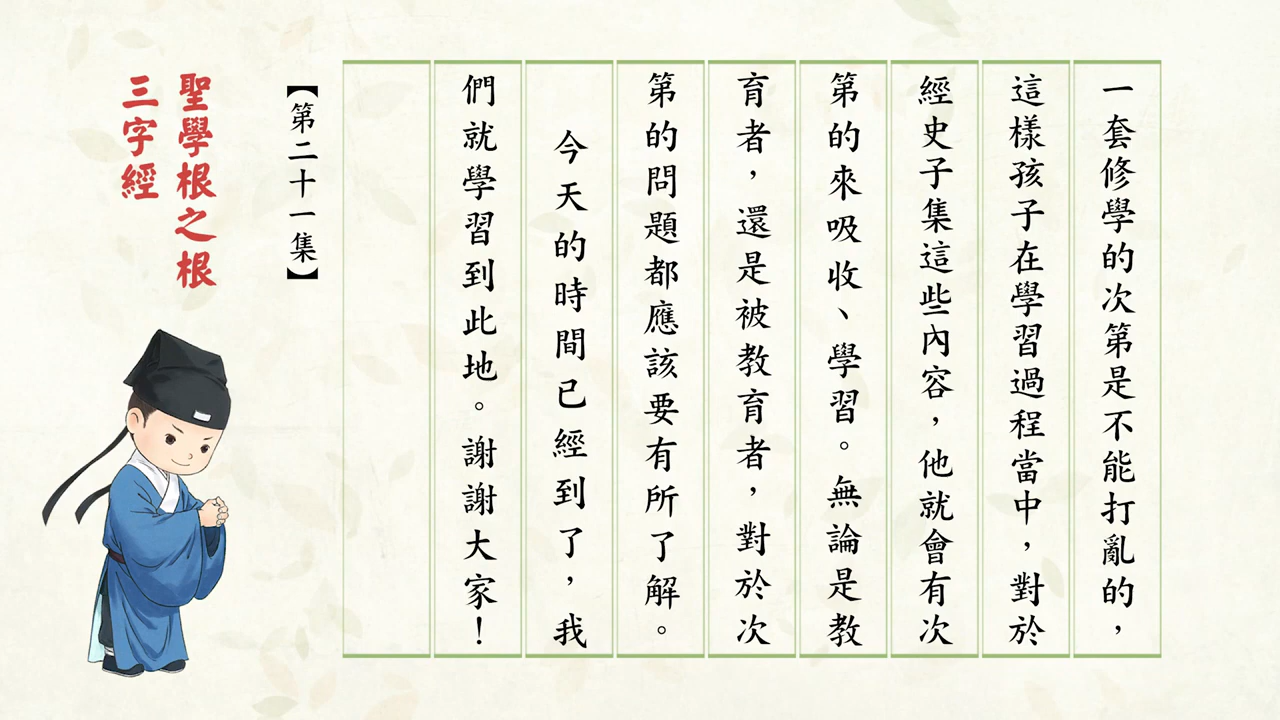 一套修學的次第是不能打亂的，
這樣孩子在學習過程當中，對於
經史子集這些內容，他就會有次
第的來吸收、學習。無論是教
育者，還是被教育者，對於次
第的問題都應該要有所了解。
今天的時間已經到了，我
們就學習到此地。謝謝大家！
【第二十一集】
聖學根之根
三字經